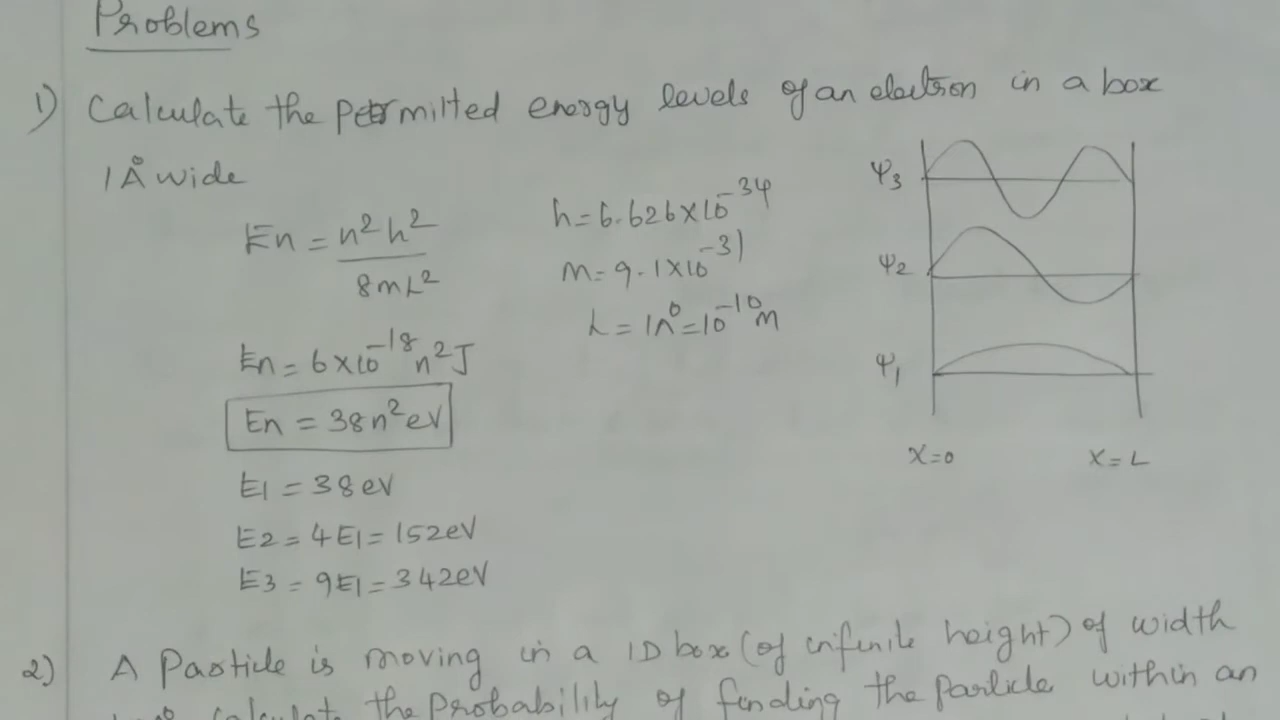 Problems
1) Calculate the permitted energy levels of an electron in a box
1 Å wide
En = n²h² / 8mL²
h = 6.626×10⁻³⁴
m = 9.1×10⁻³¹
L = 1Å = 10⁻¹⁰m
En = 6×10⁻¹⁸ n² J
En = 38n² eV
E1 = 38eV
E2 = 4E1 = 152eV
E3 = 9E1 = 342eV
Ψ3
Ψ2
Ψ1
X=0 X=L
2) A Particle is moving in a 1D box (of infinite height) of width
calculate the probability of finding the particle within an